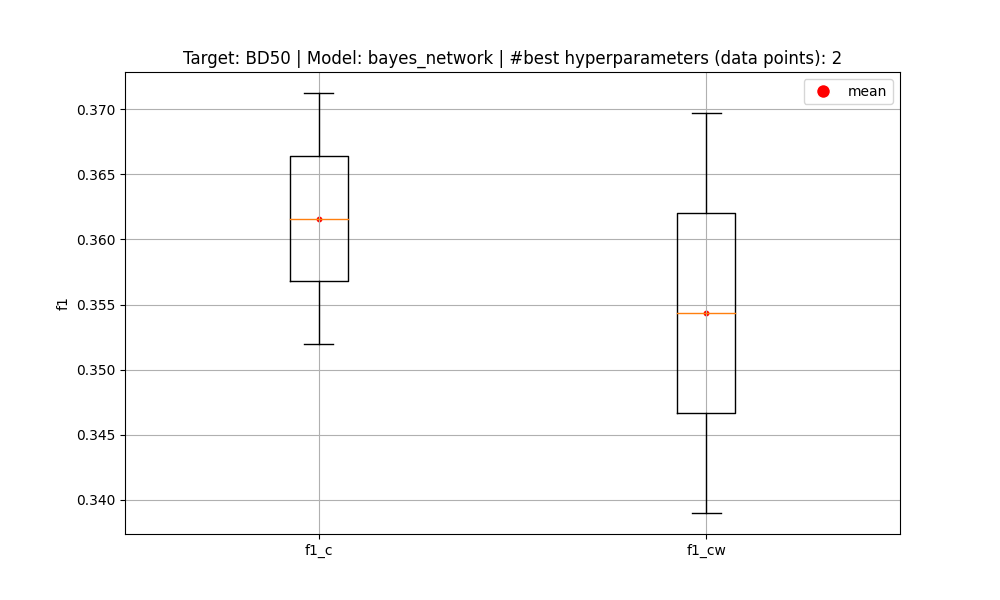 Target: BD50 | Model: bayes_network | #best hyperparameters (data points): 2
mean
0.370
0.365
0.360
0.355
0.350
0.345
0.340
f1
f1_c
f1_cw